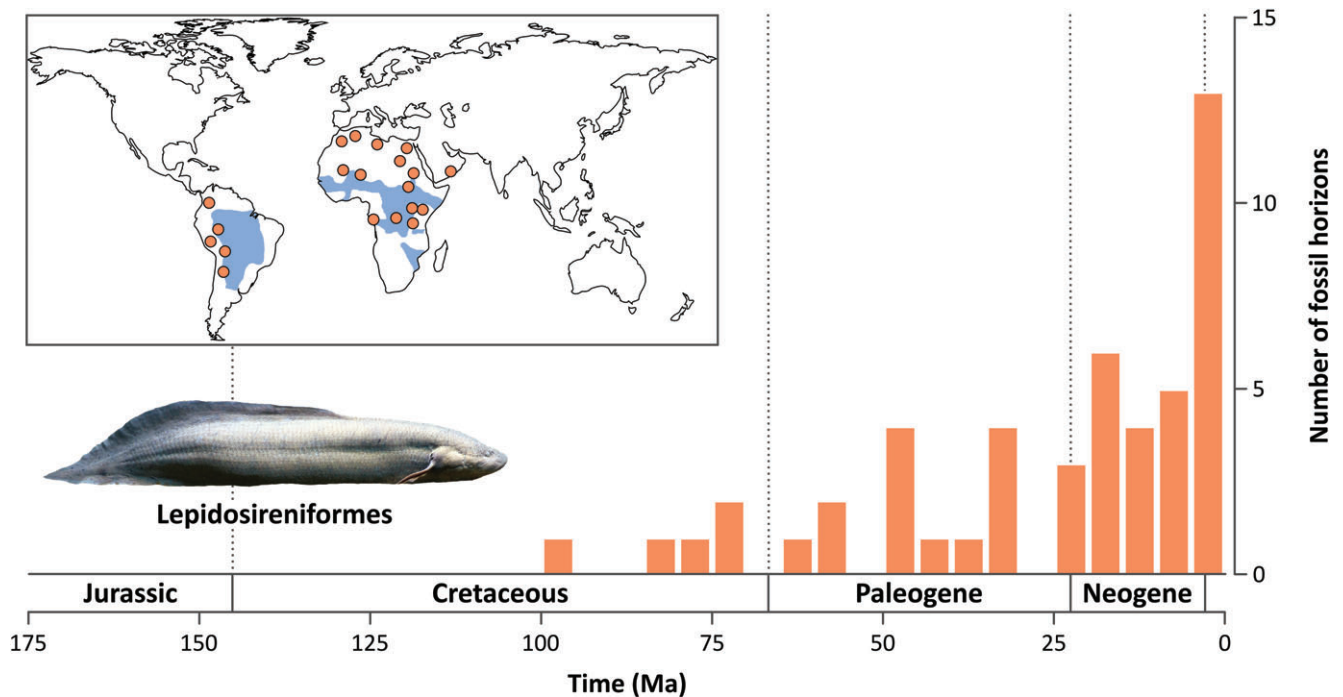 15
10
5
0
Number of fossil horizons
Lepidosireniformes
Jurassic
Cretaceous
Paleogene
Neogene
175
150
125
100
75
50
25
0
Time (Ma)